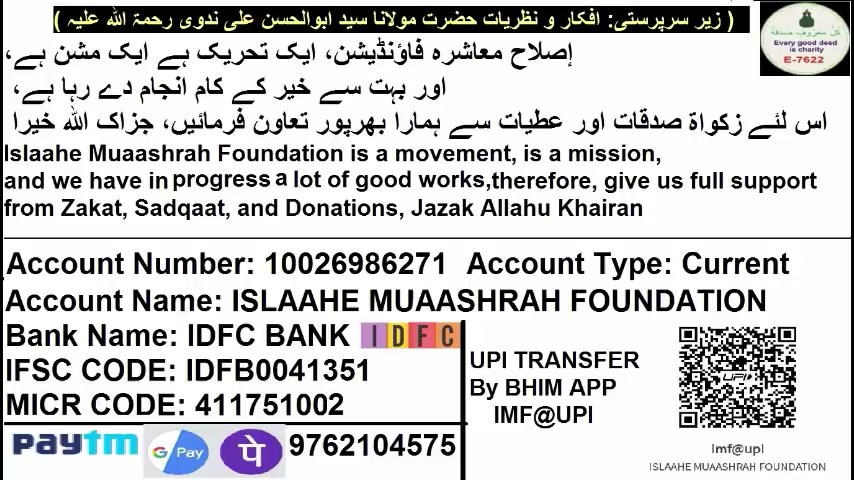 ( زیر سرپرستی: افکار و نظریات حضرت مولانا سید ابوالحسن علی ندوی رحمۃ اللہ علیہ )
كل معروف صدقة
Every good deed
is charity
E-7622
إصلاح معاشرہ فاؤنڈیشن، ایک تحریک ہے ایک مشن ہے،
اور بہت سے خیر کے کام انجام دے رہا ہے،
اس لئے زکواۃ صدقات اور عطیات سے ہمارا بھرپور تعاون فرمائیں، جزاک اللہ خیرا
Islaahe Muaashrah Foundation is a movement, is a mission,
and we have in progress a lot of good works,therefore, give us full support
from Zakat, Sadqaat, and Donations, Jazak Allahu Khairan
Account Number: 10026986271 Account Type: Current
Account Name: ISLAAHE MUAASHRAH FOUNDATION
Bank Name: IDFC BANK IDFC
IFSC CODE: IDFB0041351
MICR CODE: 411751002
Paytm G Pay पे 9762104575
UPI TRANSFER
By BHIM APP
IMF@UPI
UPI
imf@upi
ISLAAHE MUAASHRAH FOUNDATION